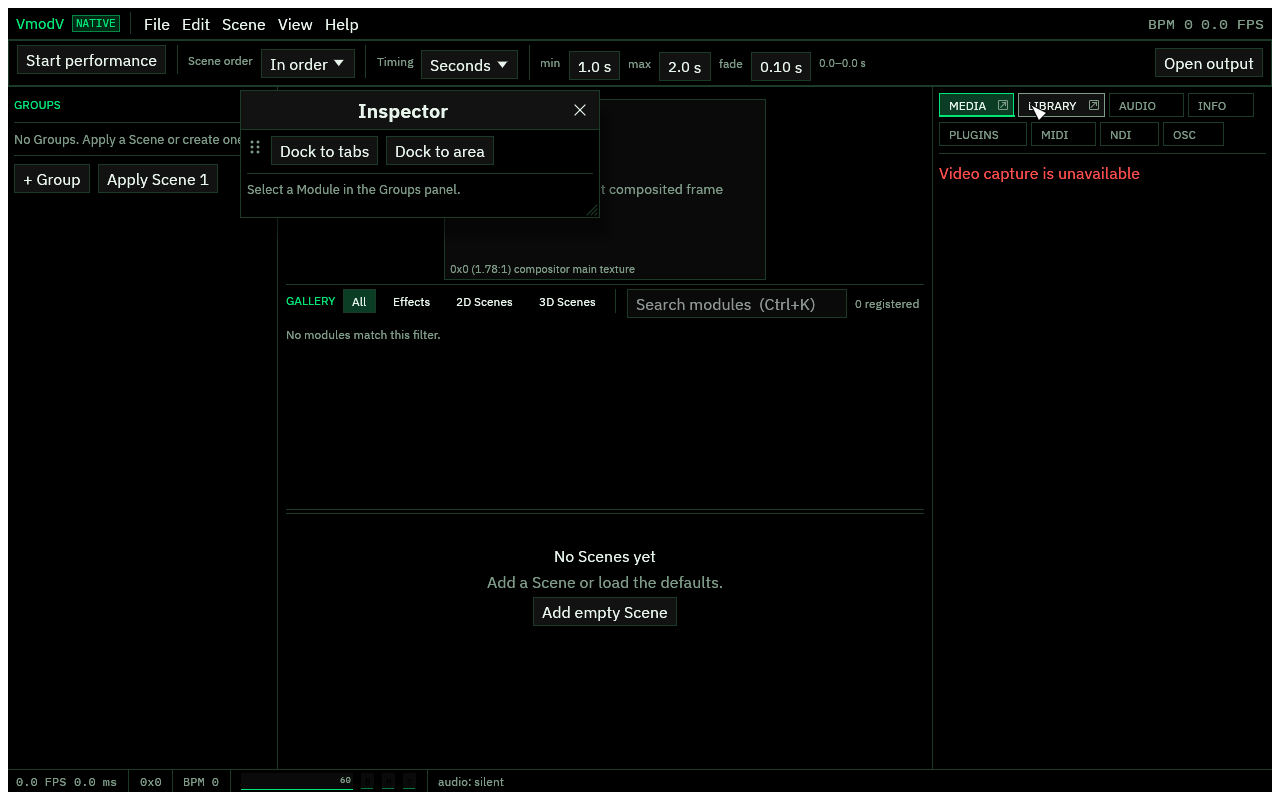 VmodV NATIVE File Edit Scene View Help BPM 0 0.0 FPS
Start performance Scene order In order Timing Seconds min 1.0 s max 2.0 s fade 0.10 s 0.0–0.0 s Open output
GROUPS
No Groups. Apply a Scene or create one
+ Group Apply Scene 1
Inspector
Dock to tabs Dock to area
Select a Module in the Groups panel.
t composited frame
0x0 (1.78:1) compositor main texture
GALLERY All Effects 2D Scenes 3D Scenes Search modules (Ctrl+K) 0 registered
No modules match this filter.
No Scenes yet
Add a Scene or load the defaults.
Add empty Scene
MEDIA LIBRARY AUDIO INFO
PLUGINS MIDI NDI OSC
Video capture is unavailable
0.0 FPS 0.0 ms 0x0 BPM 0 60 audio: silent